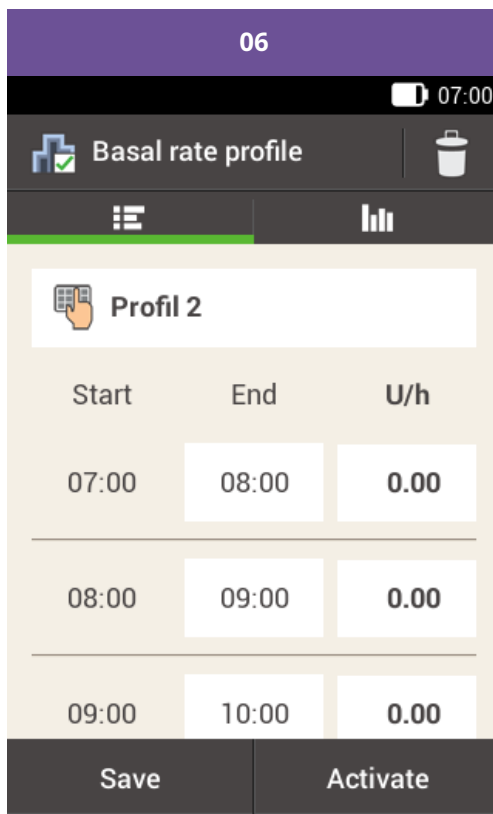 06
07:00
Basal rate profile
Profil 2
Start End U/h
07:00 08:00 0.00
08:00 09:00 0.00
09:00 10:00 0.00
Save Activate